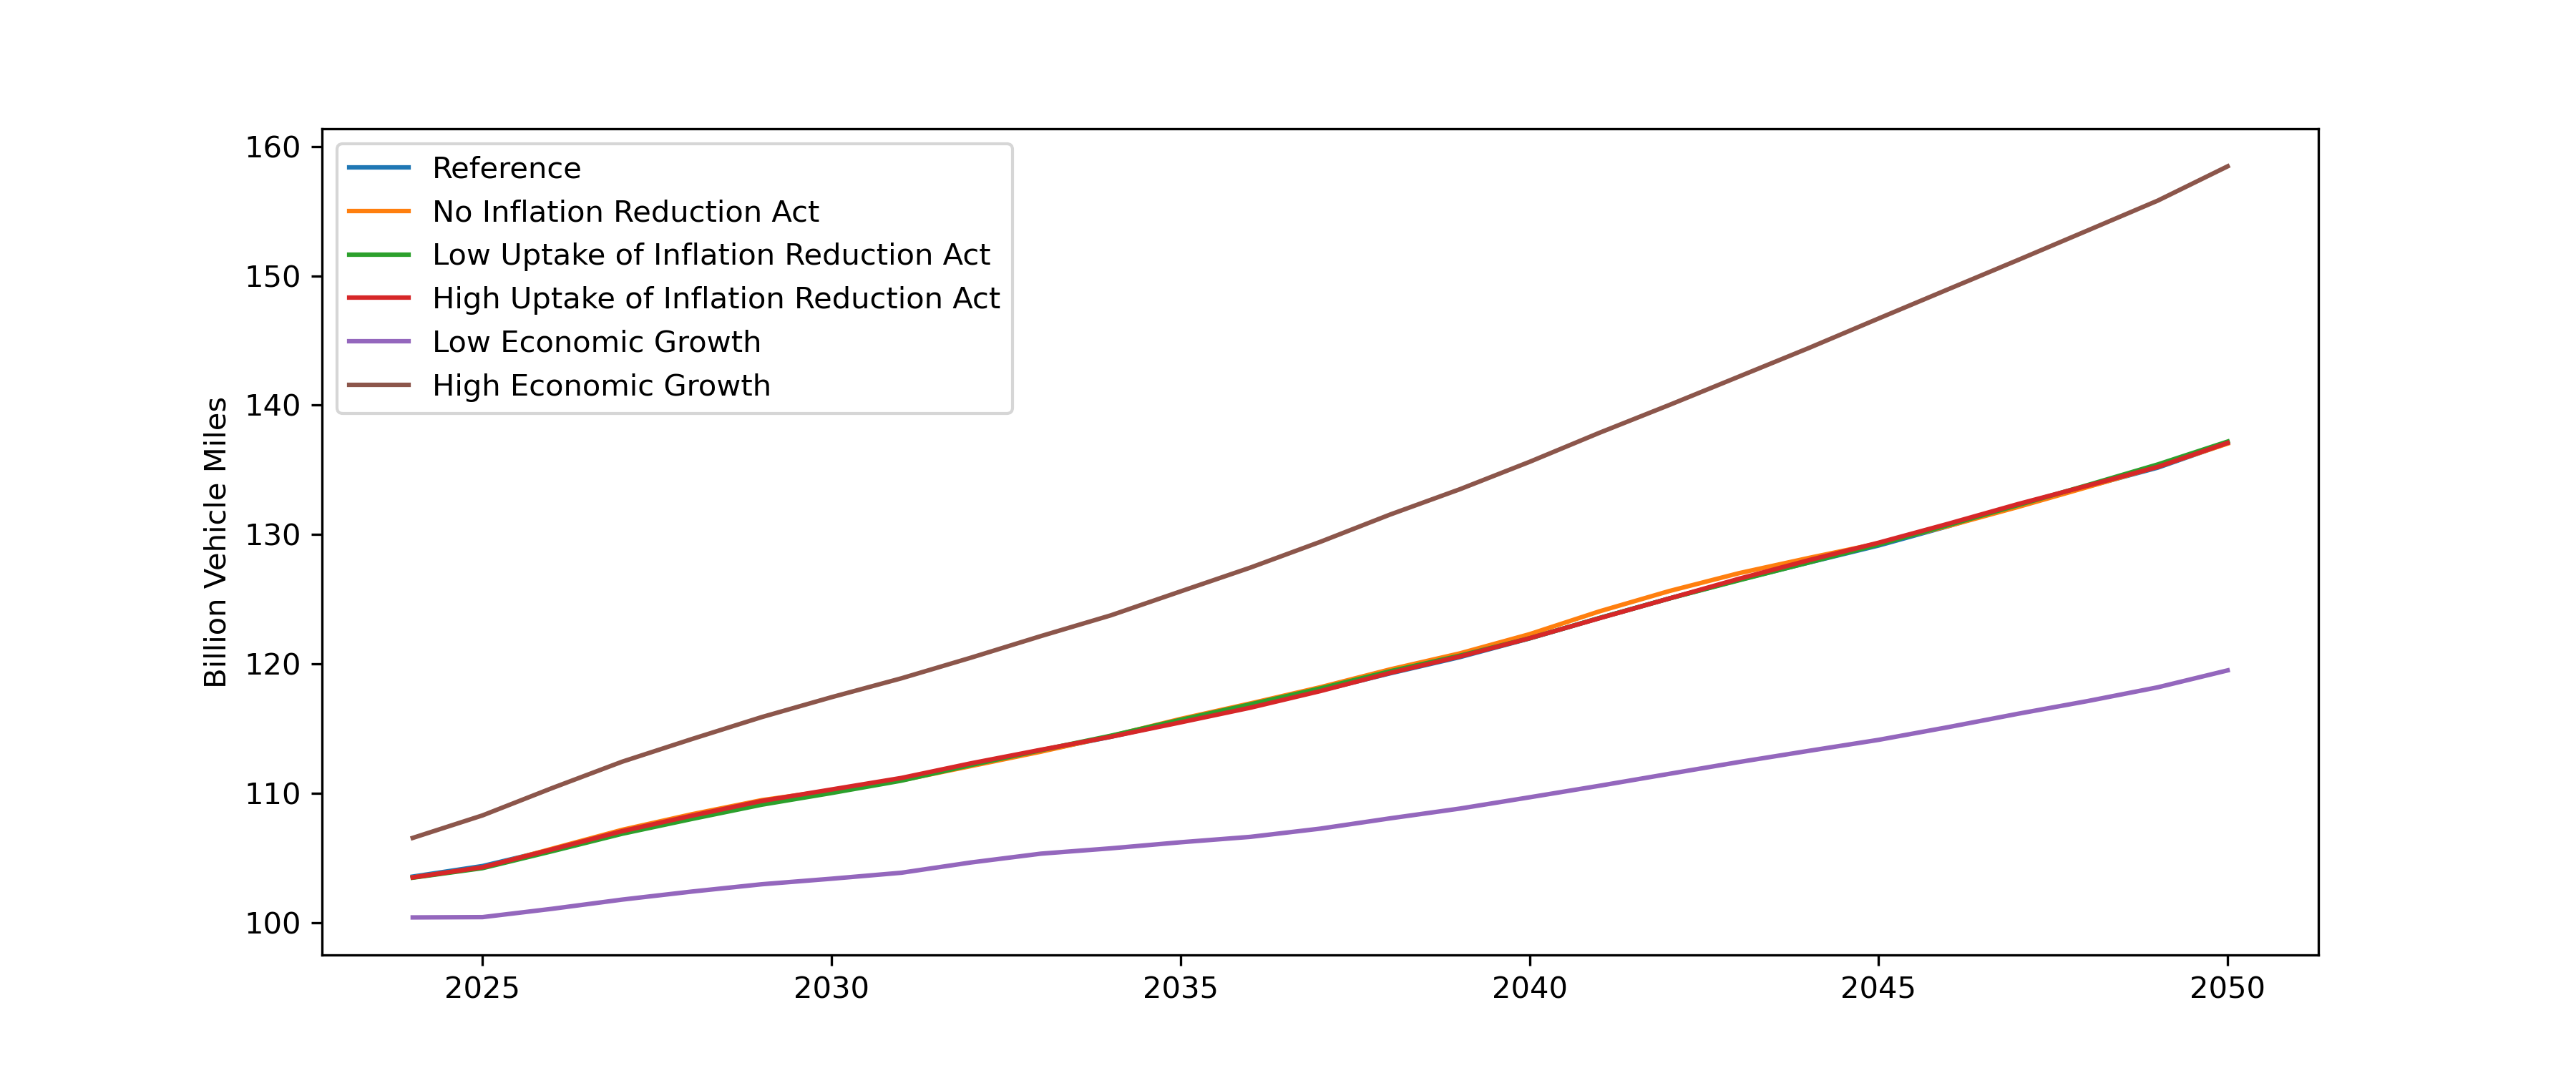 160
150
140
130
120
110
100
Billion Vehicle Miles
Reference
No Inflation Reduction Act
Low Uptake of Inflation Reduction Act
High Uptake of Inflation Reduction Act
Low Economic Growth
High Economic Growth
2025 2030 2035 2040 2045 2050